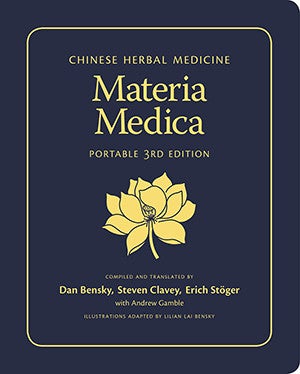 CHINESE HERBAL MEDICINE
Materia
Medica
PORTABLE 3RD EDITION
COMPILED AND TRANSLATED BY
Dan Bensky, Steven Clavey, Erich Stöger
with Andrew Gamble
ILLUSTRATIONS ADAPTED BY LILIAN LAI BENSKY